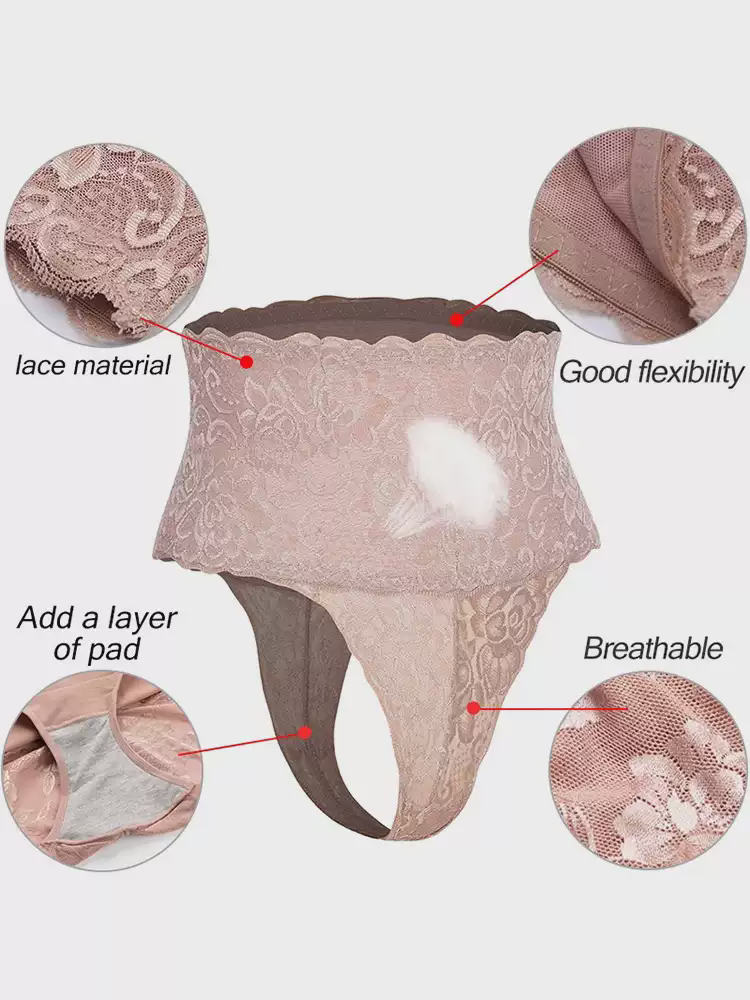 lace material
Good flexibility
Add a layer
of pad
Breathable